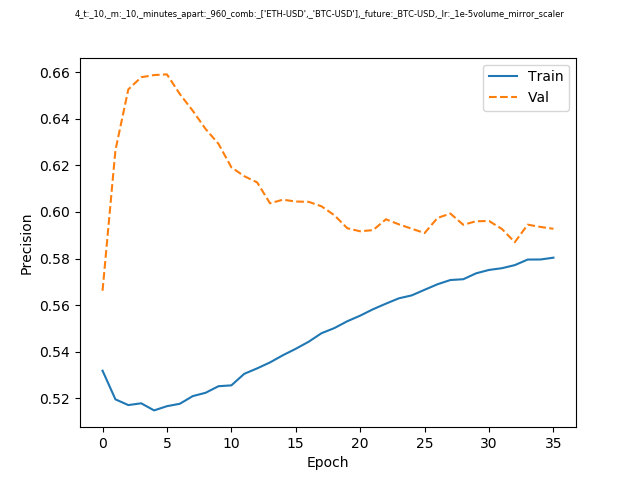 4_t:_10,_m:_10,_minutes_apart:_960_comb:_['ETH-USD',_'BTC-USD'],_future:_BTC-USD,_lr:_1e-5volume_mirror_scaler
Train
Val
0.66
0.64
0.62
0.60
0.58
0.56
0.54
0.52
Precision
0 5 10 15 20 25 30 35
Epoch